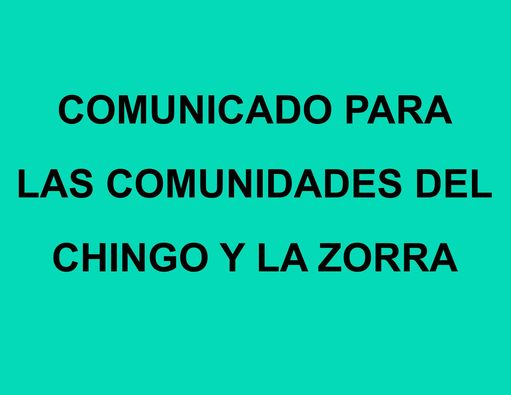 COMUNICADO PARA
LAS COMUNIDADES DEL
CHINGO Y LA ZORRA